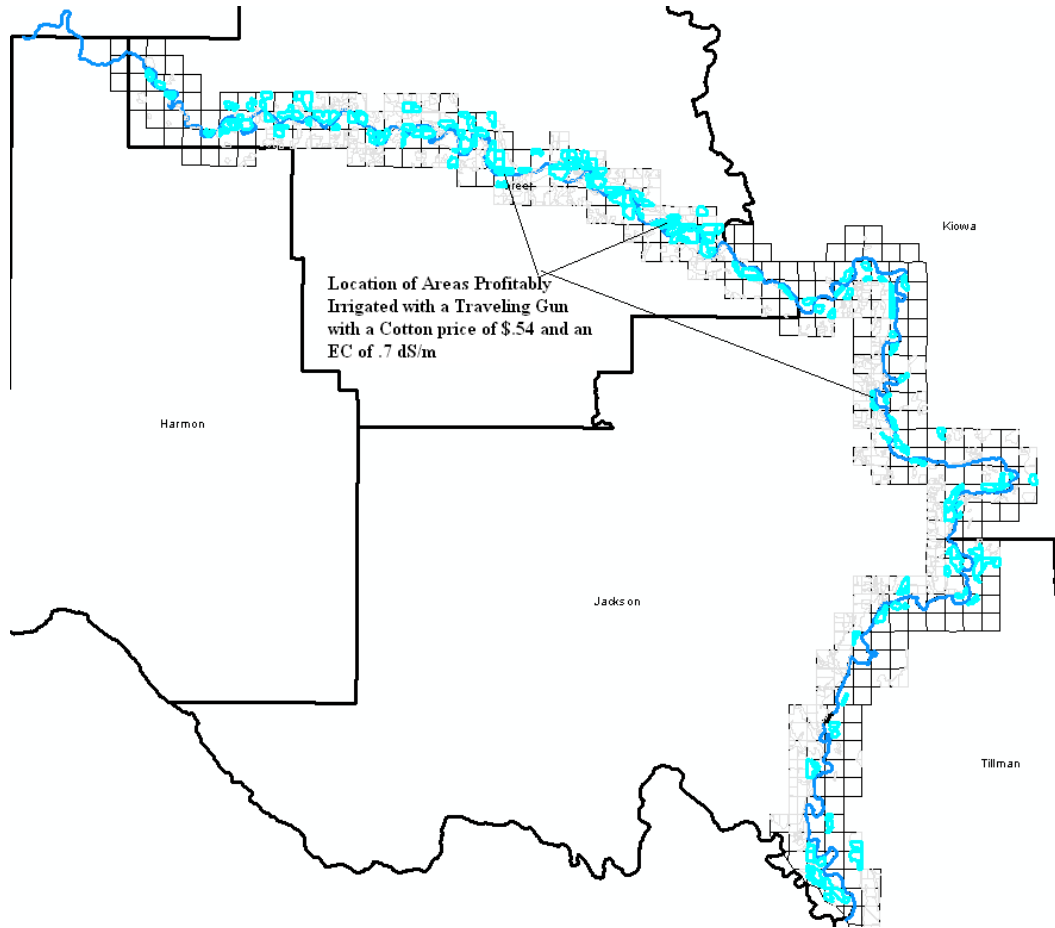 Kiowa
Location of Areas Profitably
Irrigated with a Traveling Gun
with a Cotton price of $.54 and an
EC of .7 dS/m
Harmon
Jackson
Tillman